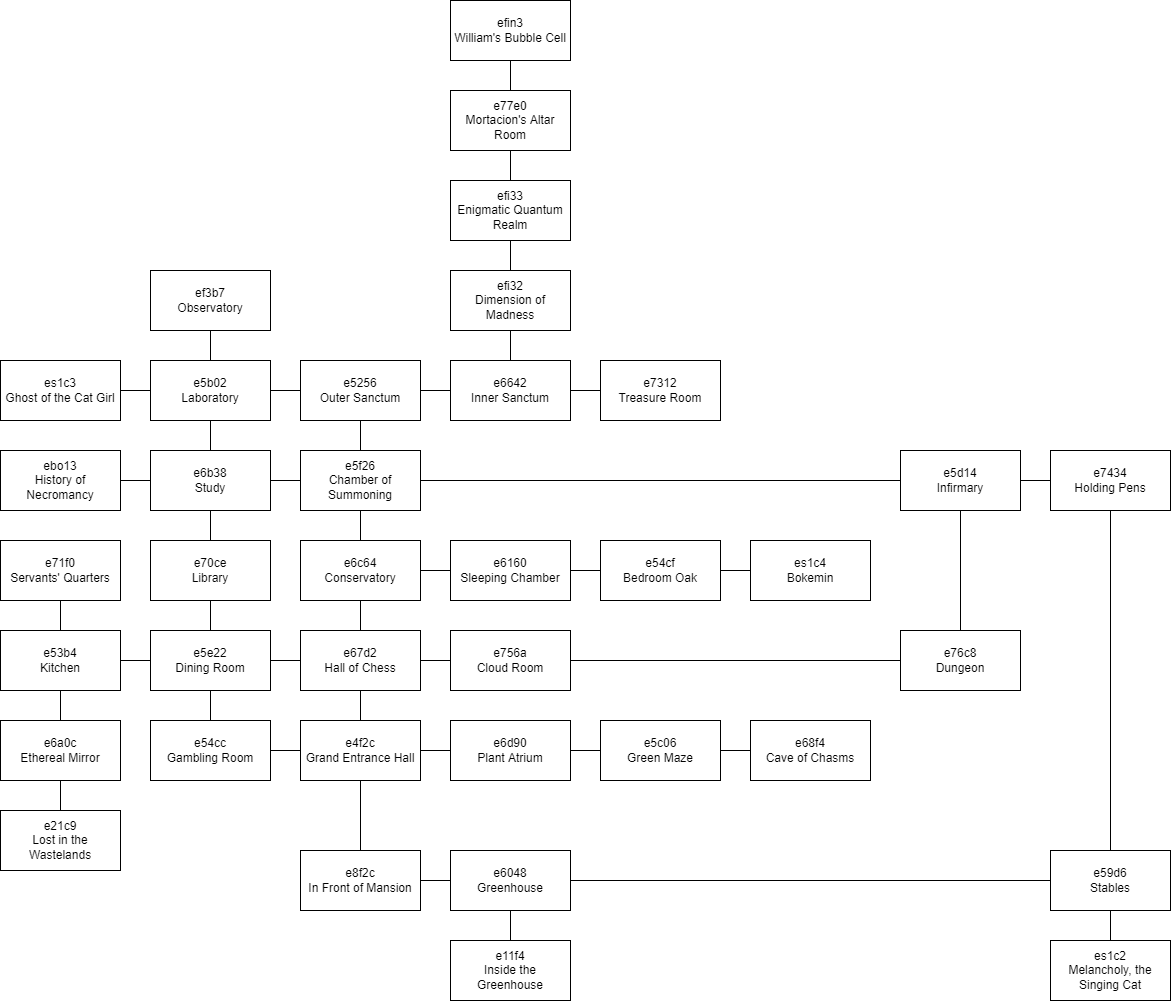 efin3
William's Bubble Cell
e77e0
Mortacion's Altar
Room
efi33
Enigmatic Quantum
Realm
ef3b7
Observatory
efi32
Dimension of
Madness
es1c3
Ghost of the Cat Girl
e5b02
Laboratory
e5256
Outer Sanctum
e6642
Inner Sanctum
e7312
Treasure Room
ebo13
History of
Necromancy
e6b38
Study
e5f26
Chamber of
Summoning
e5d14
Infirmary
e7434
Holding Pens
e71f0
Servants' Quarters
e70ce
Library
e6c64
Conservatory
e6160
Sleeping Chamber
e54cf
Bedroom Oak
es1c4
Bokemin
e53b4
Kitchen
e5e22
Dining Room
e67d2
Hall of Chess
e756a
Cloud Room
e76c8
Dungeon
e6a0c
Ethereal Mirror
e54cc
Gambling Room
e4f2c
Grand Entrance Hall
e6d90
Plant Atrium
e5c06
Green Maze
e68f4
Cave of Chasms
e21c9
Lost in the
Wastelands
e8f2c
In Front of Mansion
e6048
Greenhouse
e59d6
Stables
e11f4
Inside the
Greenhouse
es1c2
Melancholy, the
Singing Cat